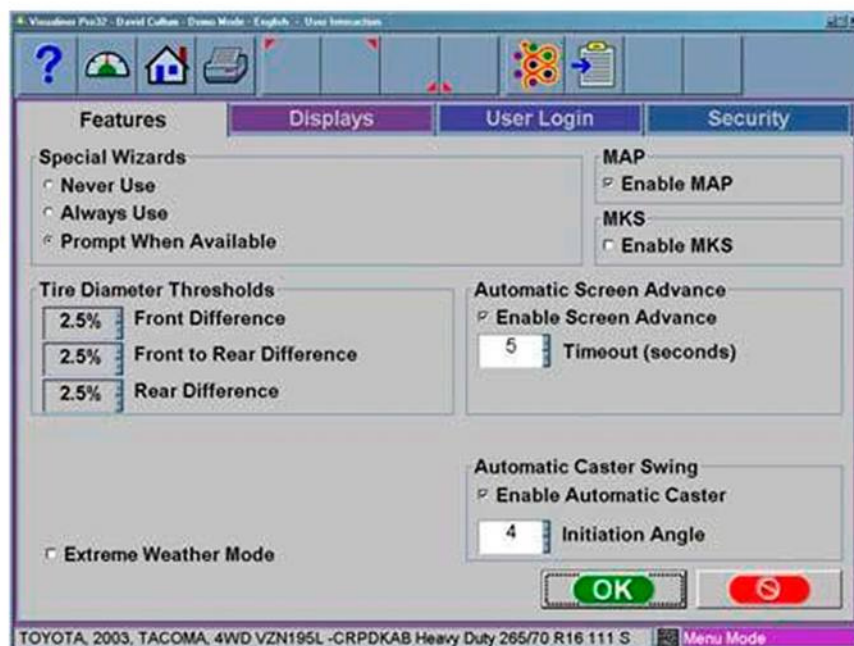 Visualiner Pro32 - David Cullum - Demo Mode - English - User Interaction
?
Features
Displays
User Login
Security
Special Wizards
Never Use
Always Use
Prompt When Available
MAP
Enable MAP
MKS
Enable MKS
Tire Diameter Thresholds
2.5% Front Difference
2.5% Front to Rear Difference
2.5% Rear Difference
Automatic Screen Advance
Enable Screen Advance
5 Timeout (seconds)
Automatic Caster Swing
Enable Automatic Caster
4 Initiation Angle
Extreme Weather Mode
OK
TOYOTA, 2003, TACOMA, 4WD VZN195L -CRPDKAB Heavy Duty 265/70 R16 111 S
Menu Mode